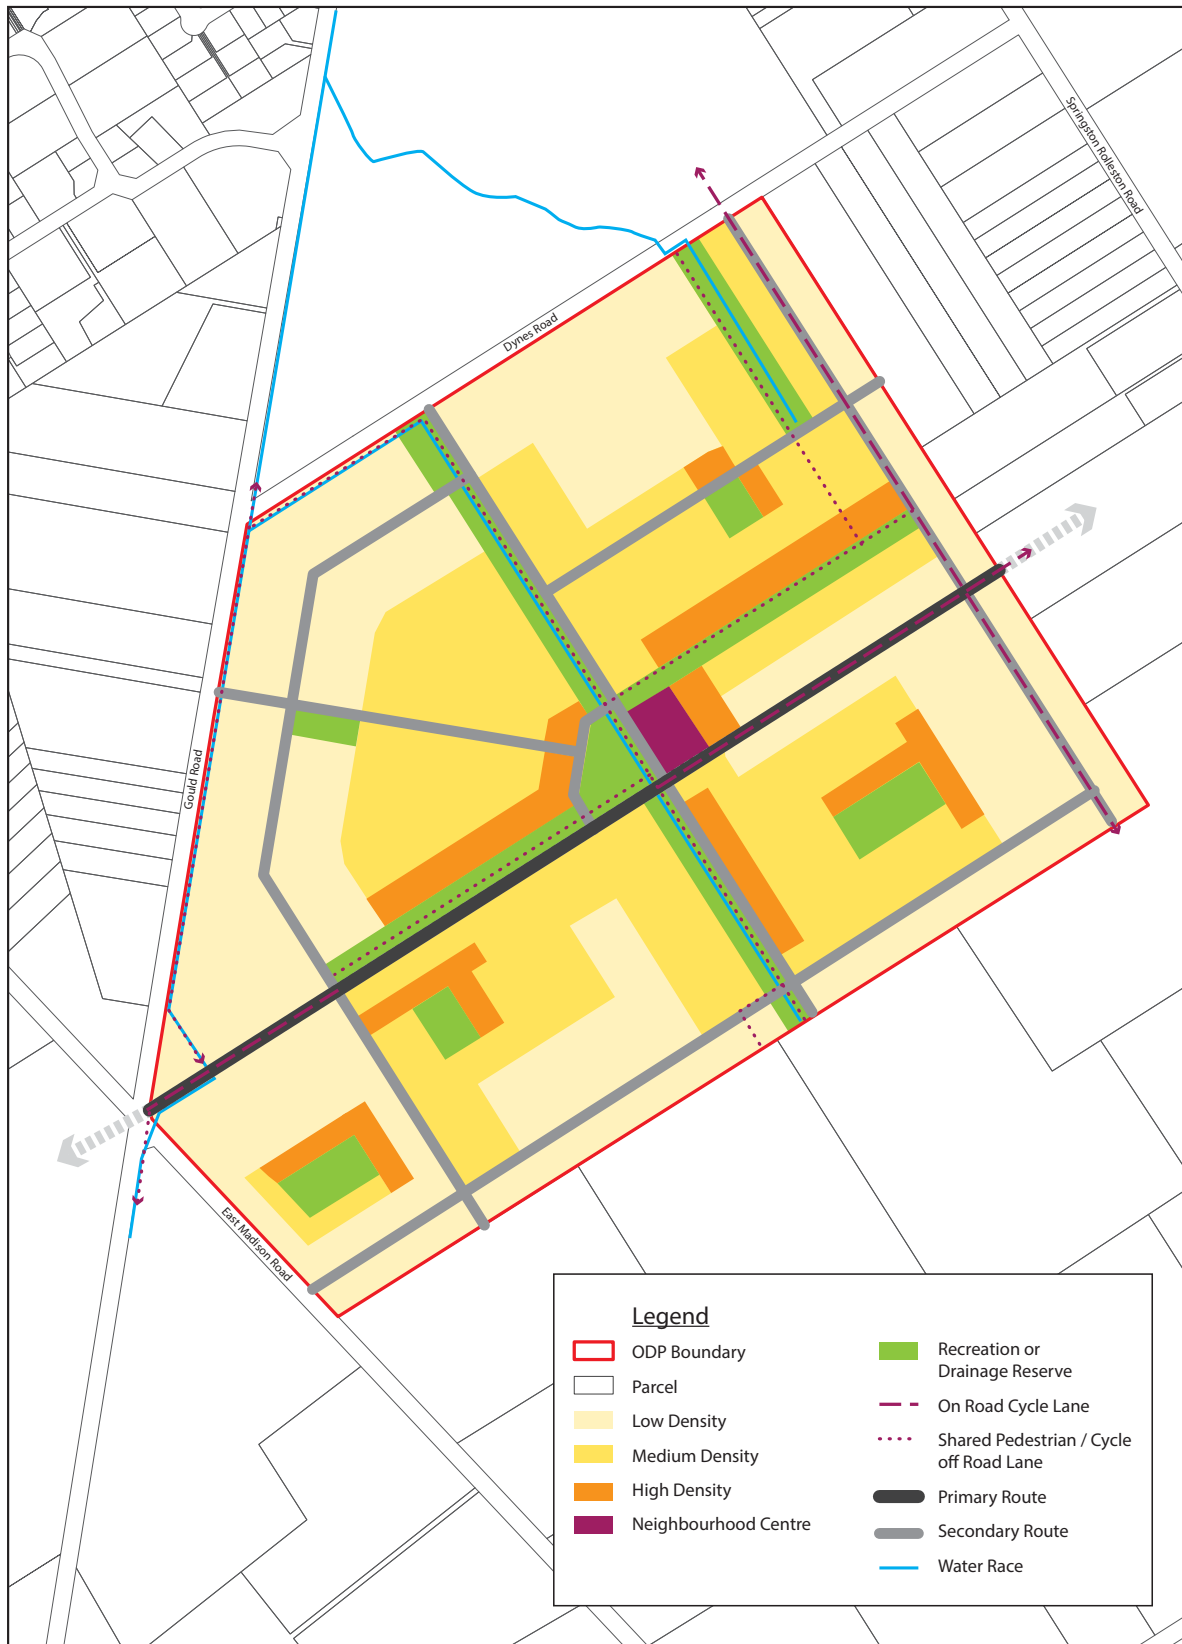 Springston Rolleston Road
Dynes Road
Gould Road
East Madison Road
Legend
ODP Boundary
Parcel
Low Density
Medium Density
High Density
Neighbourhood Centre
Recreation or
Drainage Reserve
On Road Cycle Lane
Shared Pedestrian / Cycle
off Road Lane
Primary Route
Secondary Route
Water Race